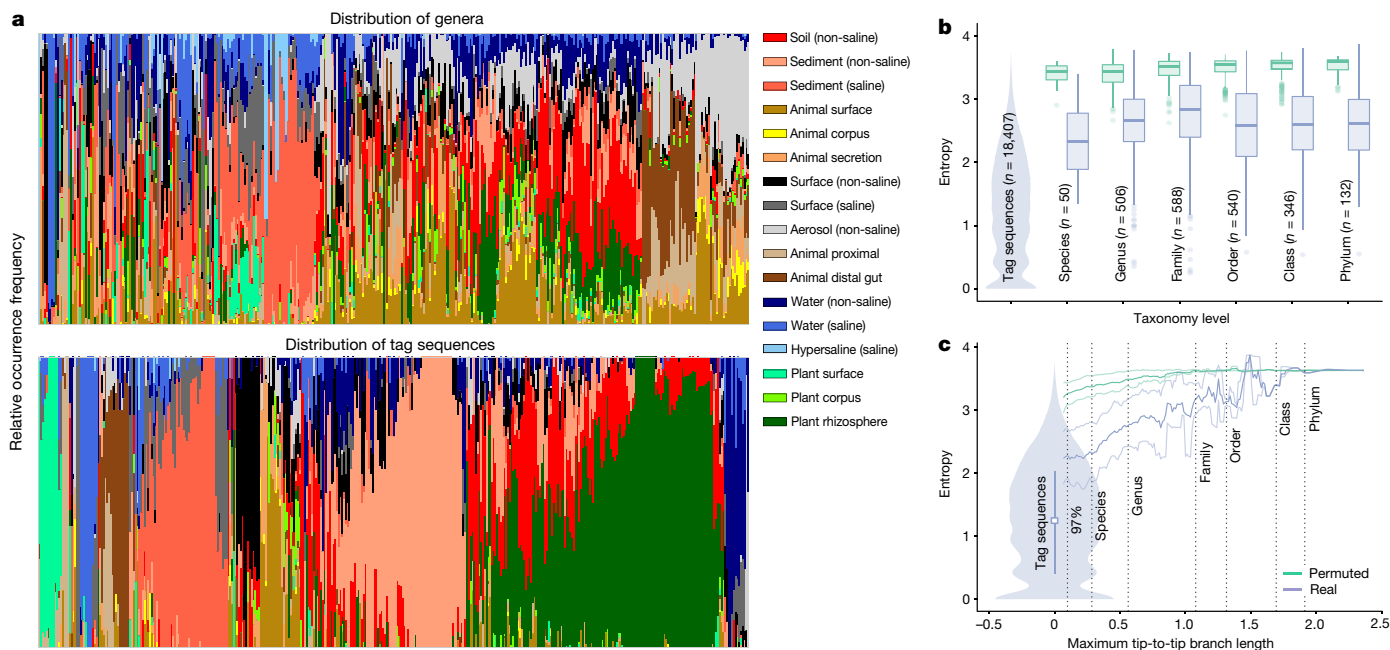 a
Distribution of genera
Relative occurrence frequency
Distribution of tag sequences
Soil (non-saline)
Sediment (non-saline)
Sediment (saline)
Animal surface
Animal corpus
Animal secretion
Surface (non-saline)
Surface (saline)
Aerosol (non-saline)
Animal proximal
Animal distal gut
Water (non-saline)
Water (saline)
Hypersaline (saline)
Plant surface
Plant corpus
Plant rhizosphere
b
4
3
2
1
0
Entropy
Tag sequences (n = 18,407)
Species (n = 50)
Genus (n = 506)
Family (n = 588)
Order (n = 540)
Class (n = 346)
Phylum (n = 132)
Taxonomy level
c
4
3
2
1
0
Entropy
Tag sequences
97%
Species
Genus
Family
Order
Class
Phylum
Permuted
Real
−0.5
0
0.5
1.0
1.5
2.0
2.5
Maximum tip-to-tip branch length